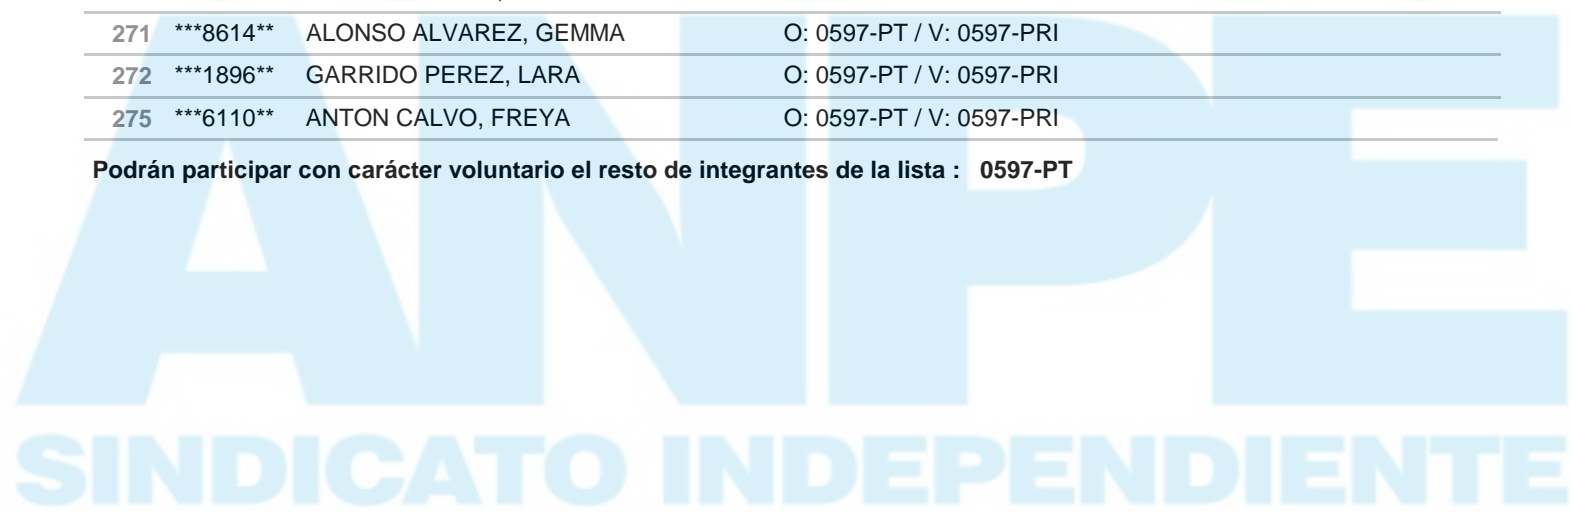 271 ***8614** ALONSO ALVAREZ, GEMMA O: 0597-PT / V: 0597-PRI
272 ***1896** GARRIDO PEREZ, LARA O: 0597-PT / V: 0597-PRI
275 ***6110** ANTON CALVO, FREYA O: 0597-PT / V: 0597-PRI
Podrán participar con carácter voluntario el resto de integrantes de la lista : 0597-PT
ANPE
SINDICATO INDEPENDIENTE